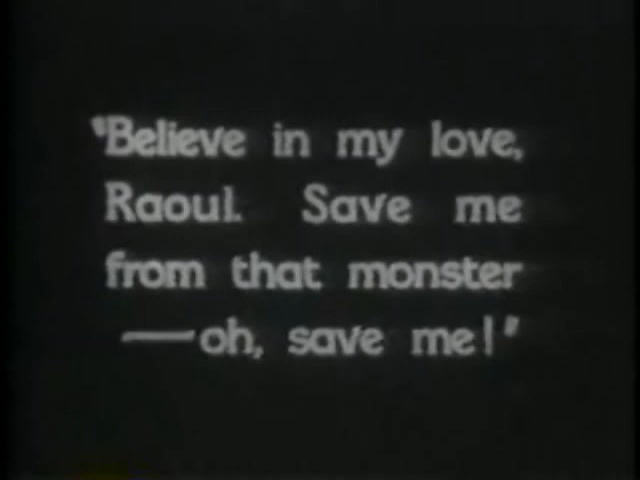 "Believe in my love,
Raoul. Save me
from that monster
—oh, save me!"